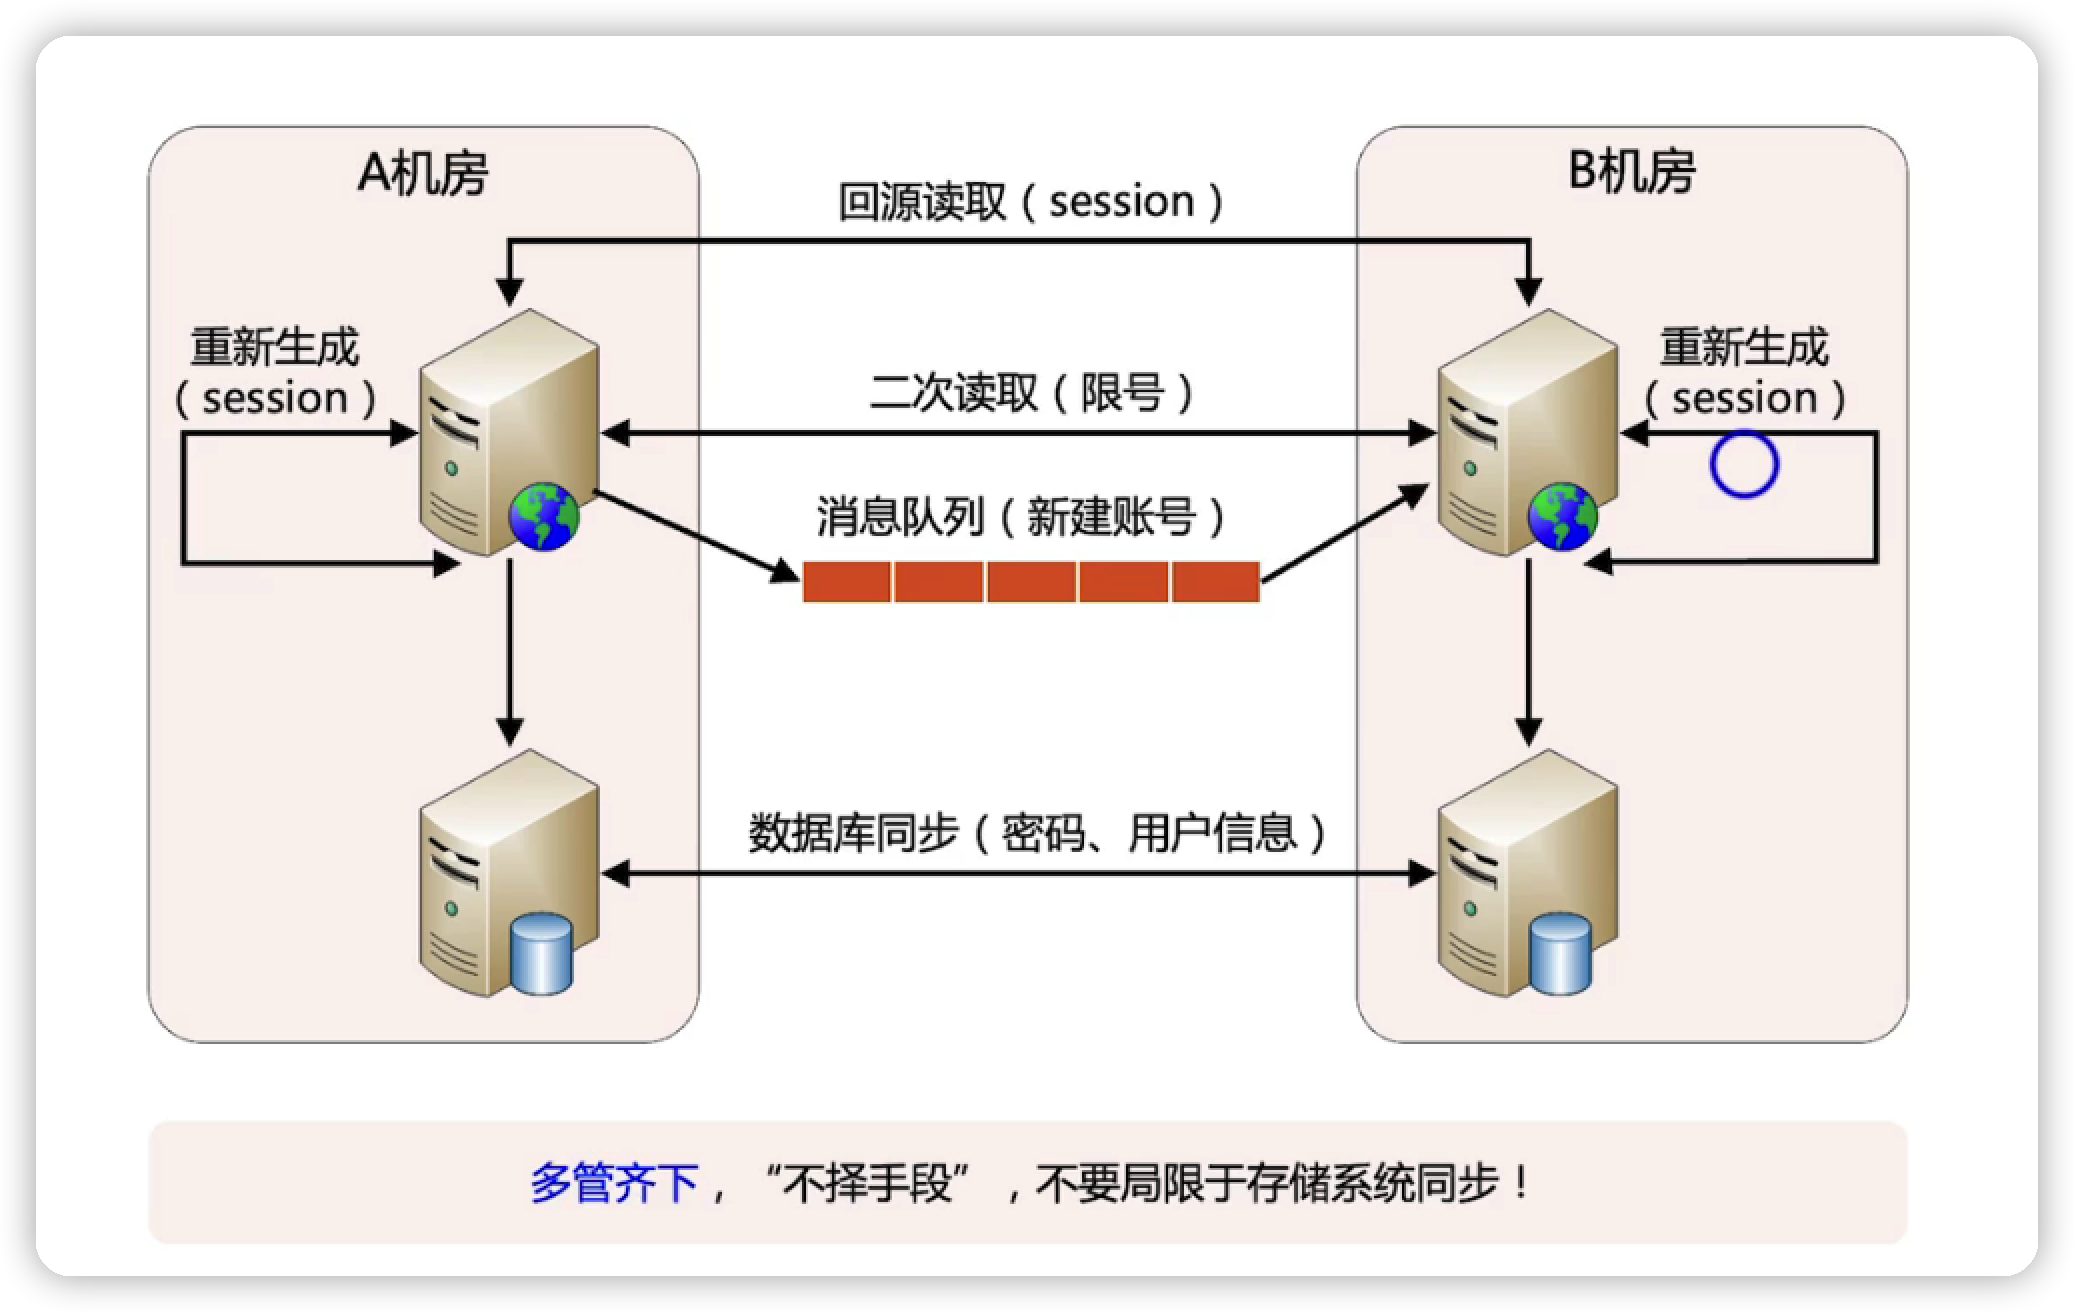 A机房
B机房
回源读取（session）
重新生成
（session）
二次读取（限号）
重新生成
（session）
消息队列（新建账号）
数据库同步（密码、用户信息）
多管齐下，“不择手段”，不要局限于存储系统同步！